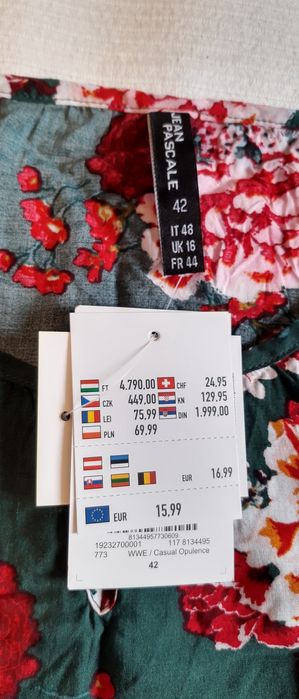 JEAN
PASCALE
42
IT 48
UK 16
FR 44
FT 4.790,00 CHF 24.95
CZK 449.00 KN 129.95
LEI 75,99 DIN 1.999,00
PLN 69,99
EUR 16,99
EUR 15,99
81344957730609
19232700001 117 8134495
773 WWE / Casual Opulence
42